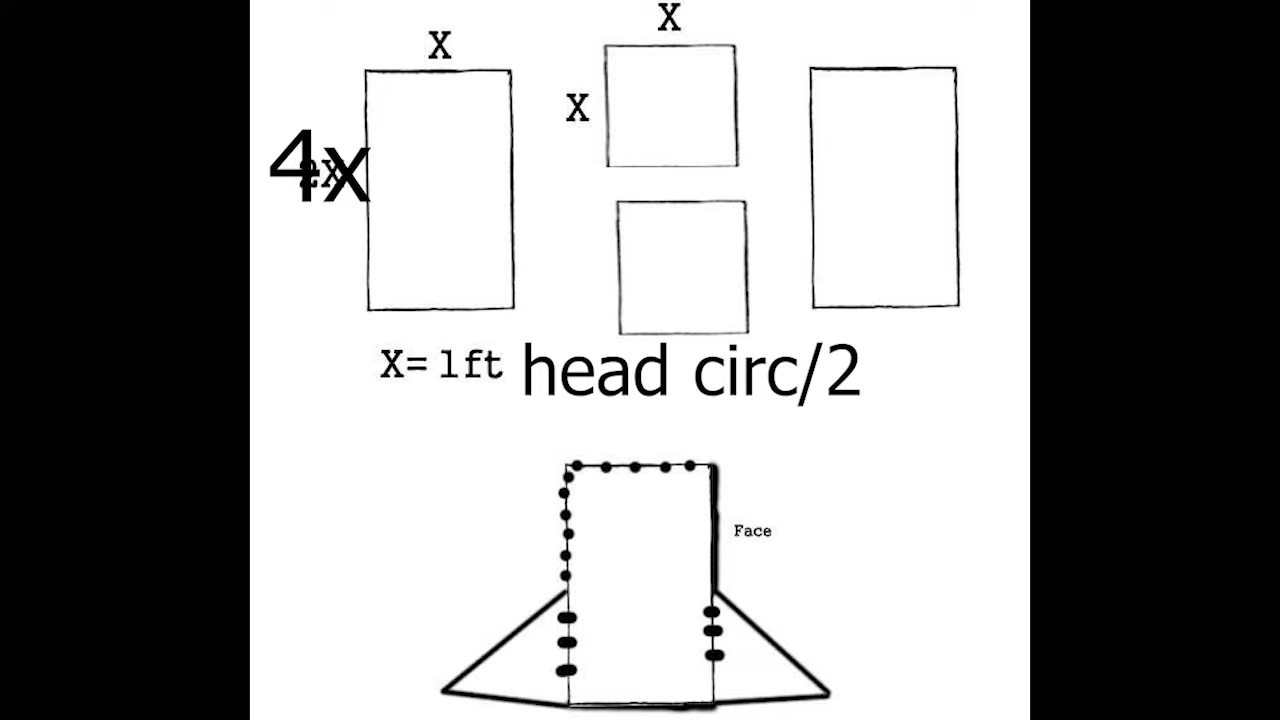 X
X
X
4x
X= 1ft head circ/2
Face